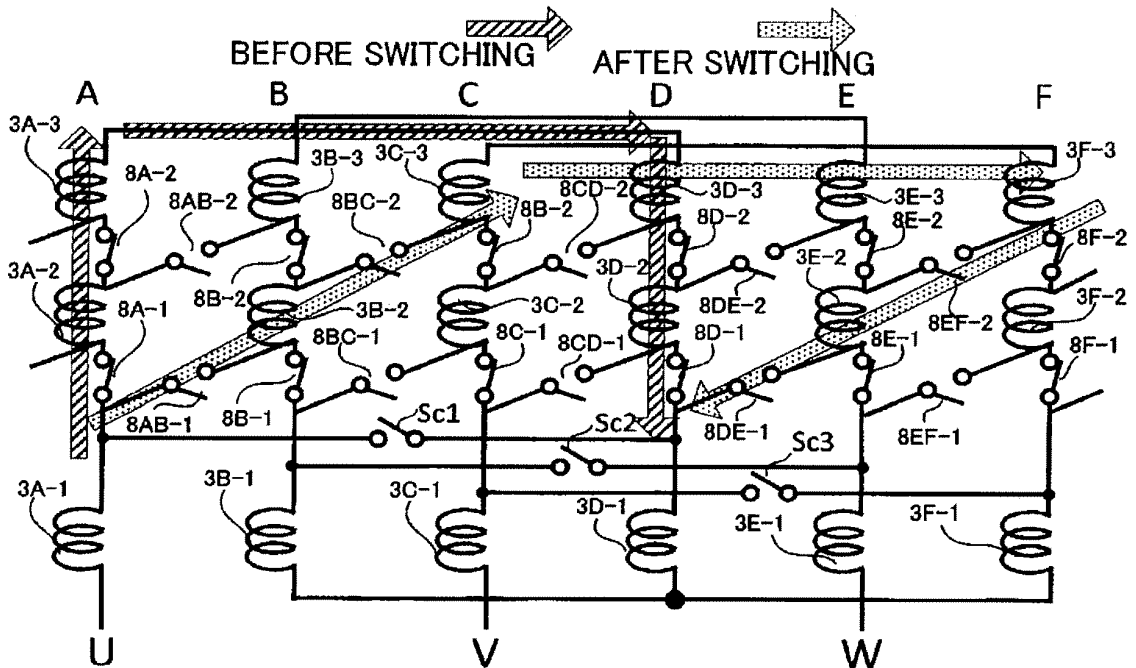 BEFORE SWITCHING AFTER SWITCHING
A B C D E F
3A-3 3B-3 3C-3 3D-3 3E-3 3F-3
8A-2 8AB-2 8BC-2 8CD-2 8B-2 8D-2 8E-2 8F-2
3A-2 8B-2 3B-2 3C-2 3D-2 8DE-2 3E-2 8EF-2 3F-2
8A-1 8BC-1 8C-1 8CD-1 8D-1 8E-1 8F-1
8AB-1 8B-1 8DE-1 8EF-1
Sc1 Sc2 Sc3
3A-1 3B-1 3C-1 3D-1 3E-1 3F-1
U V W